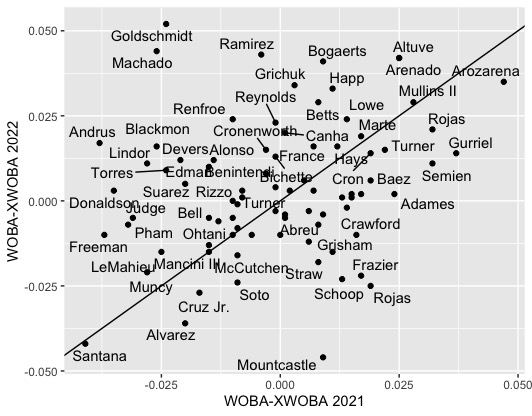 0.050
Goldschmidt
Machado
Ramirez
Bogaerts
Altuve
Grichuk
Happ
Arenado
Arozarena
Reynolds
Mullins II
Renfroe
Betts
Lowe
0.025
Andrus
Blackmon
Cronenworth
Canha
Marte
Rojas
Lindor
Devers
Alonso
France
Hays
Turner
Gurriel
Torres
Edman
Benintendi
Bichette
Cron
Baez
Semien
Suarez
Rizzo
0.000
Donaldson
Judge
Turner
Adams
Bell
Freeman
Pham
Ohtani
Abreu
Crawford
Grisham
LeMahieu
Mancini III
McCutchen
Straw
Frazier
-0.025
Muncy
Soto
Schoop
Rojas
Cruz Jr.
Alvarez
Santana
Mountcastle
-0.050
-0.025
0.000
0.025
0.050
WOBA-XWOBA 2021
WOBA-XWOBA 2022